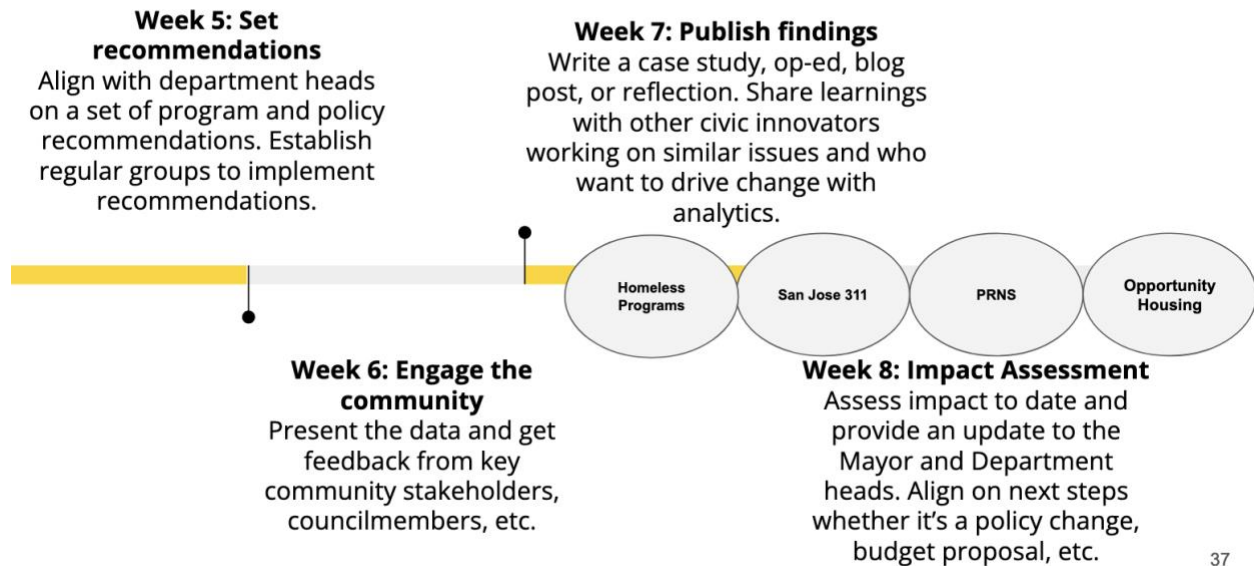 Week 5: Set
recommendations
Align with department heads
on a set of program and policy
recommendations. Establish
regular groups to implement
recommendations.
Week 7: Publish findings
Write a case study, op-ed, blog
post, or reflection. Share learnings
with other civic innovators
working on similar issues and who
want to drive change with
analytics.
Homeless
Programs
San Jose 311
PRNS
Opportunity
Housing
Week 6: Engage the
community
Present the data and get
feedback from key
community stakeholders,
councilmembers, etc.
Week 8: Impact Assessment
Assess impact to date and
provide an update to the
Mayor and Department
heads. Align on next steps
whether it’s a policy change,
budget proposal, etc.
37